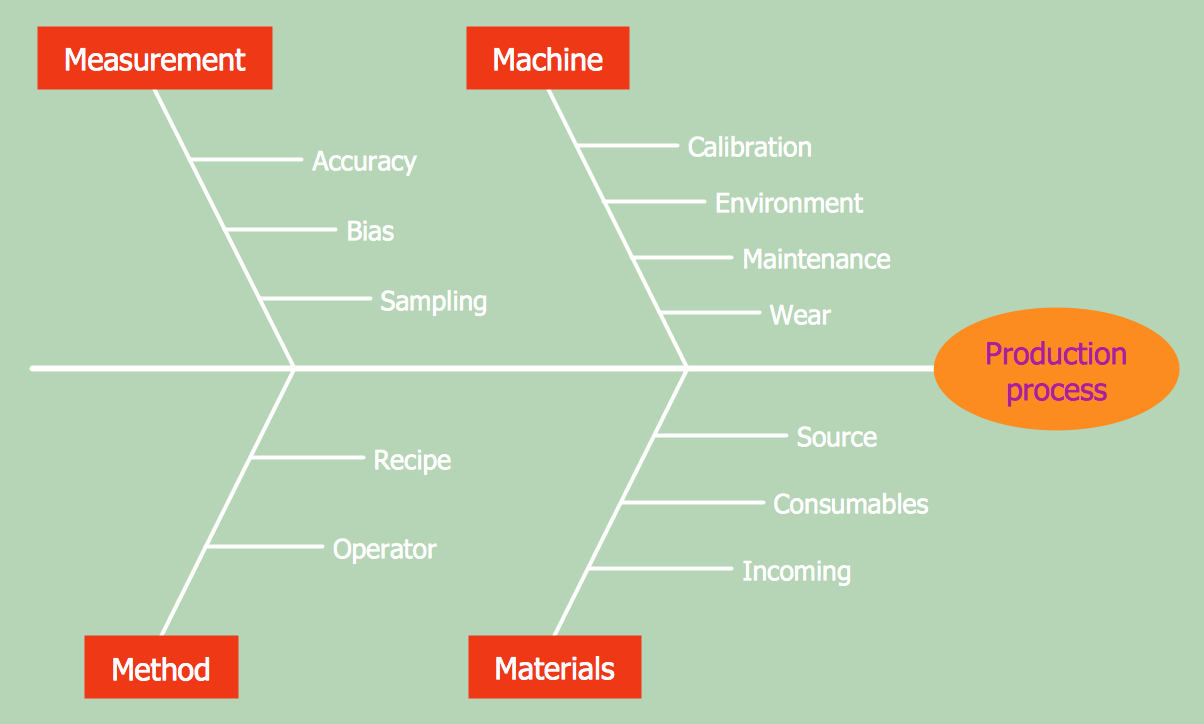 Measurement
Machine
Accuracy
Bias
Sampling
Calibration
Environment
Maintenance
Wear
Production
process
Recipe
Operator
Source
Consumables
Incoming
Method
Materials